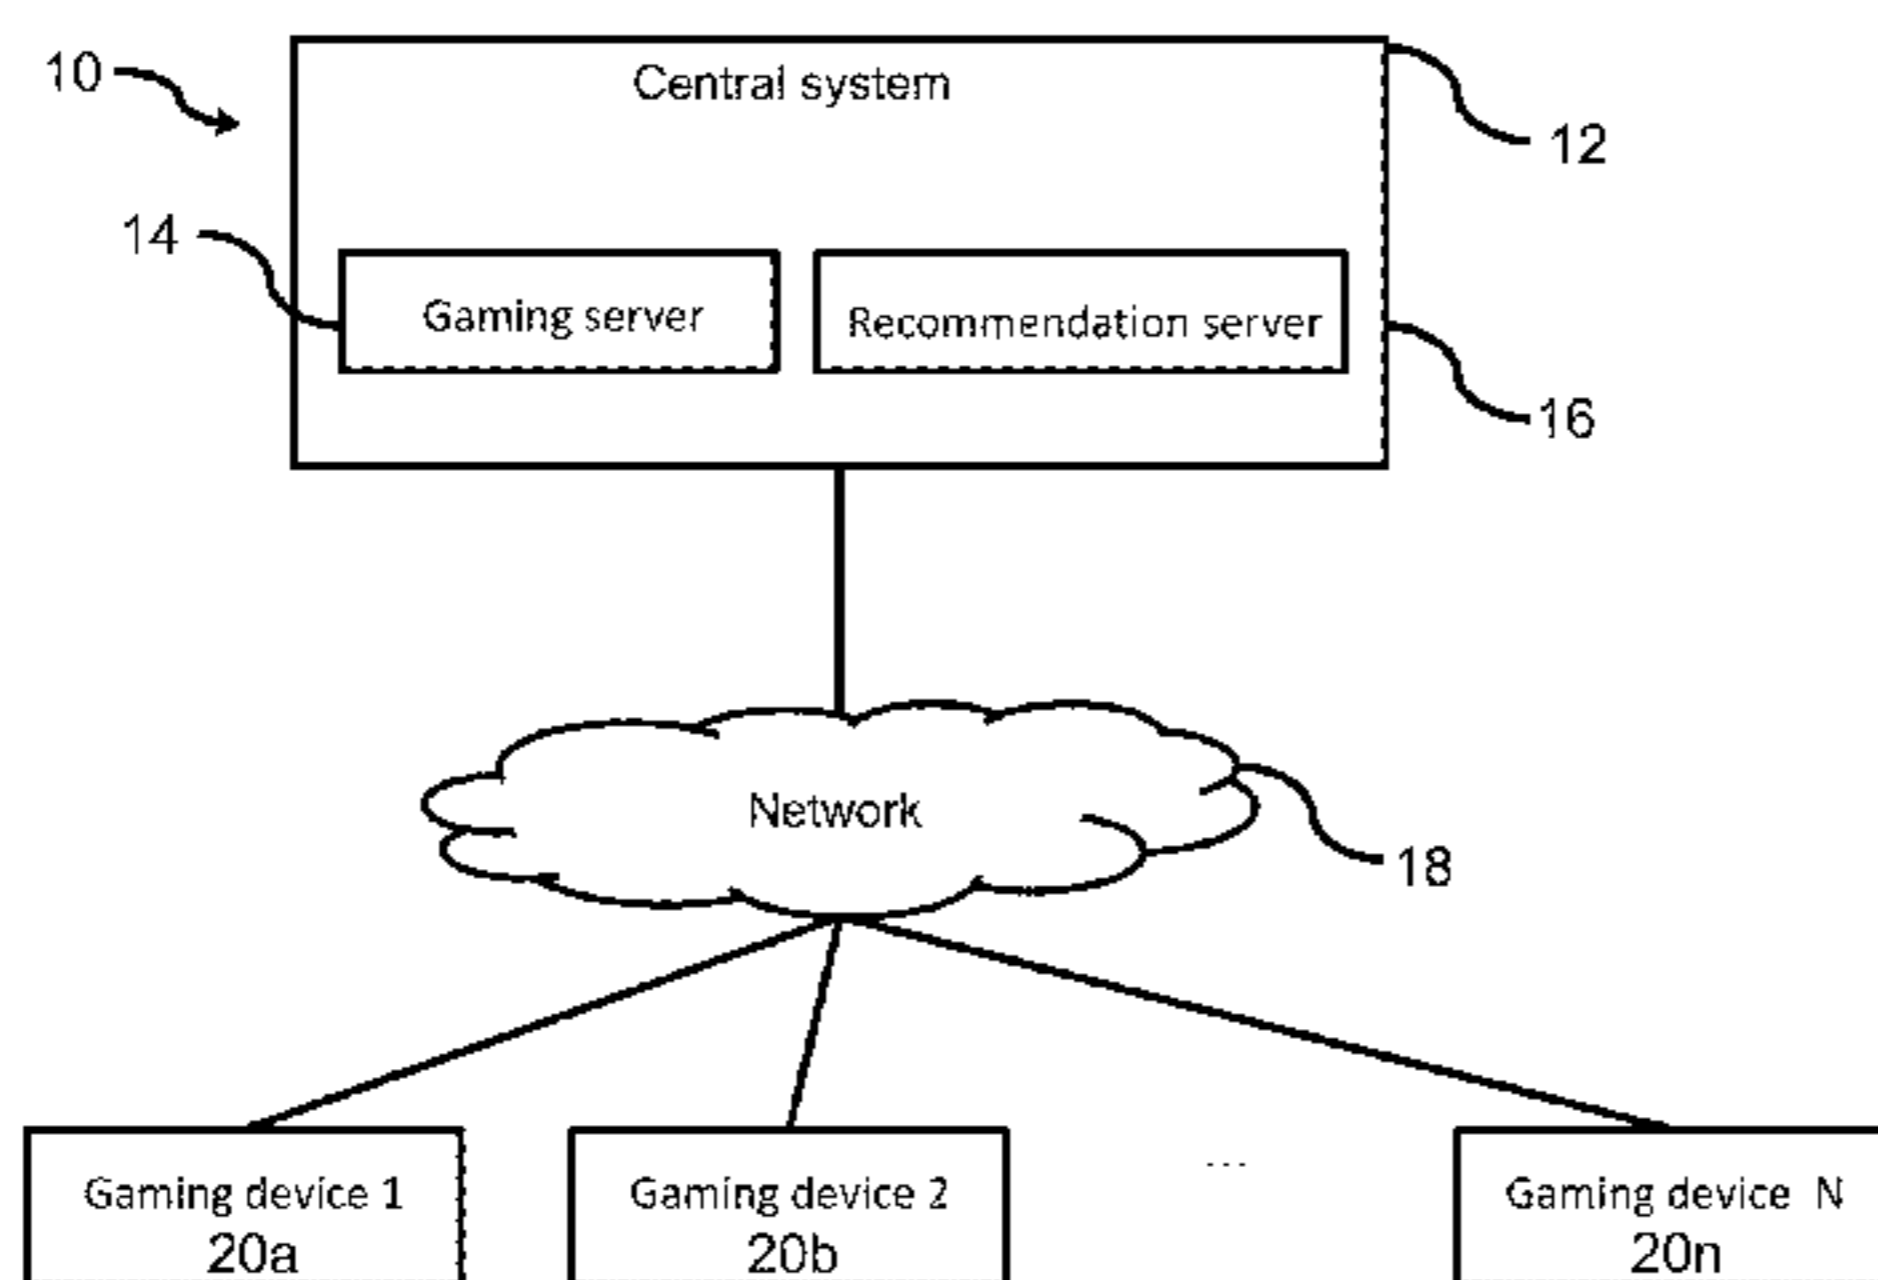 10
Central system
12
14
Gaming server
Recommendation server
16
Network
18
Gaming device 1
20a
Gaming device 2
20b
...
Gaming device N
20n